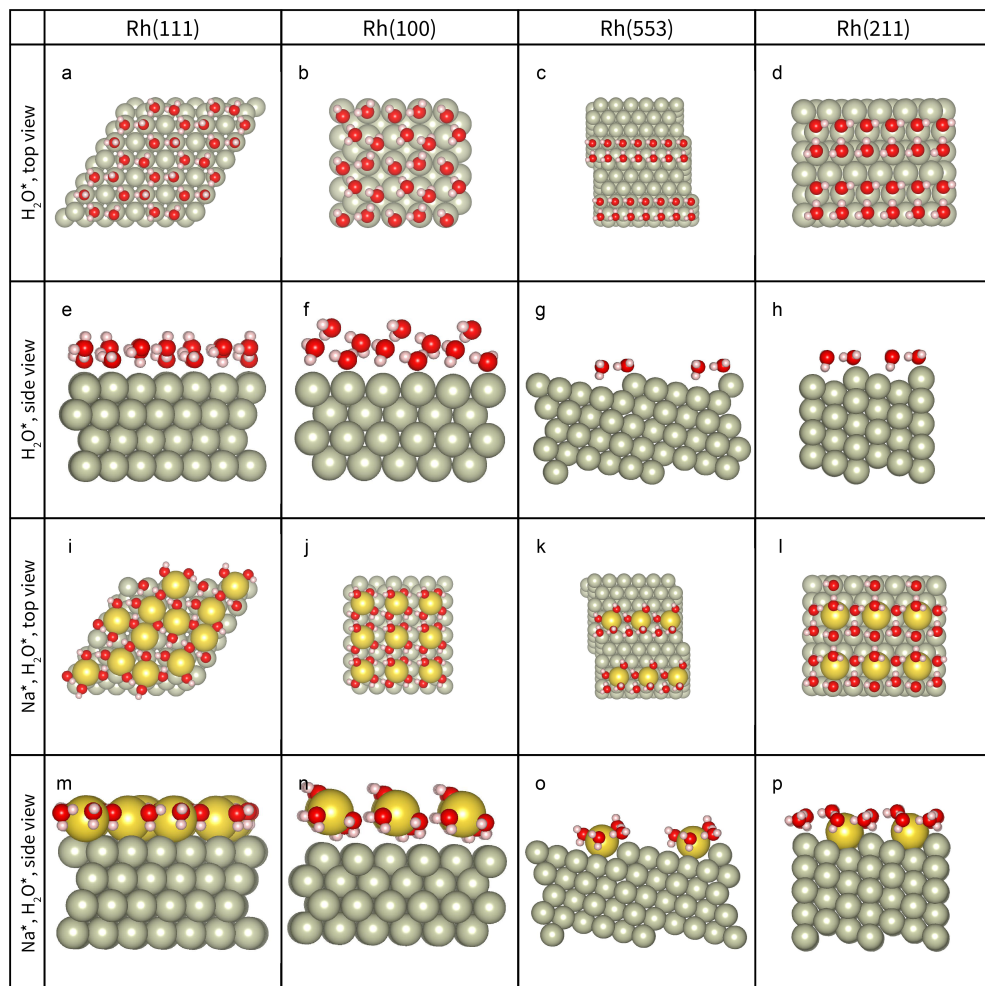 Rh(111) Rh(100) Rh(553) Rh(211)
H₂O*, top view
a b c d
H₂O*, side view
e f g h
Na*, H₂O*, top view
i j k l
Na*, H₂O*, side view
m n o p